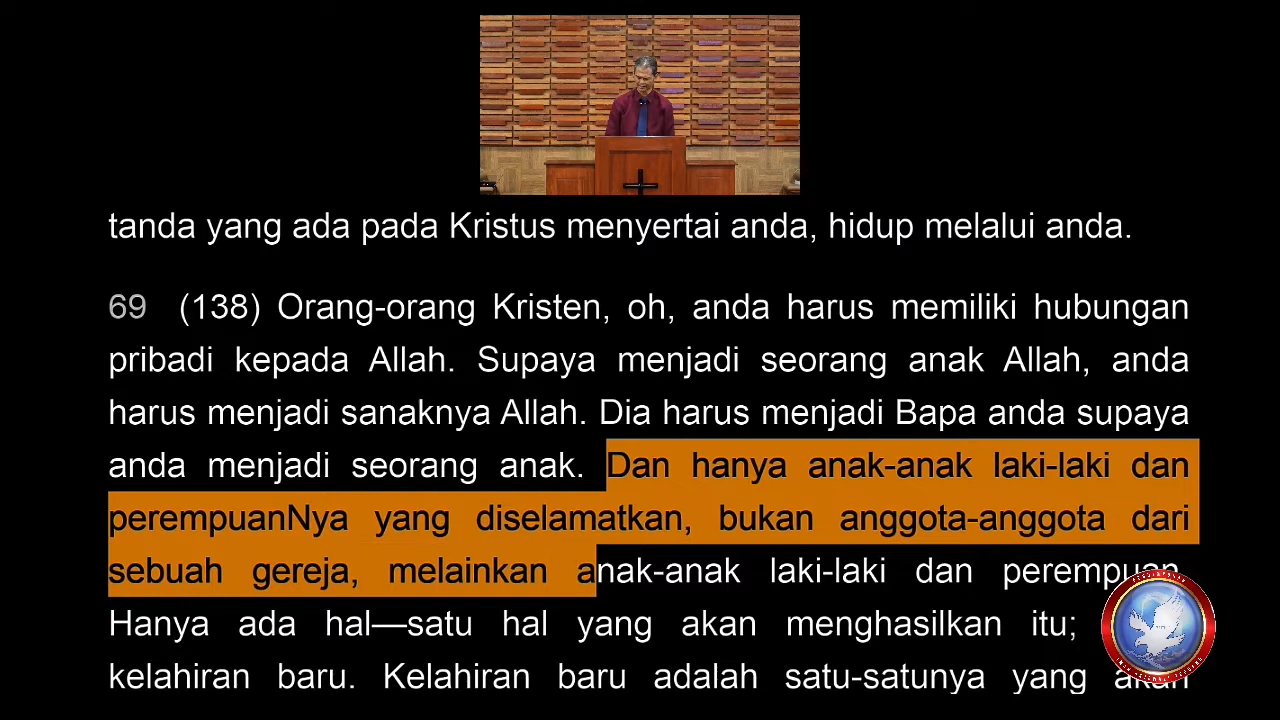 tanda yang ada pada Kristus menyertai anda, hidup melalui anda.
69 (138) Orang-orang Kristen, oh, anda harus memiliki hubungan
pribadi kepada Allah. Supaya menjadi seorang anak Allah, anda
harus menjadi sanaknya Allah. Dia harus menjadi Bapa anda supaya
anda menjadi seorang anak. Dan hanya anak-anak laki-laki dan
perempuanNya yang diselamatkan, bukan anggota-anggota dari
sebuah gereja, melainkan anak-anak laki-laki dan perempuan.
Hanya ada hal—satu hal yang akan menghasilkan itu;
kelahiran baru. Kelahiran baru adalah satu-satunya yang akan